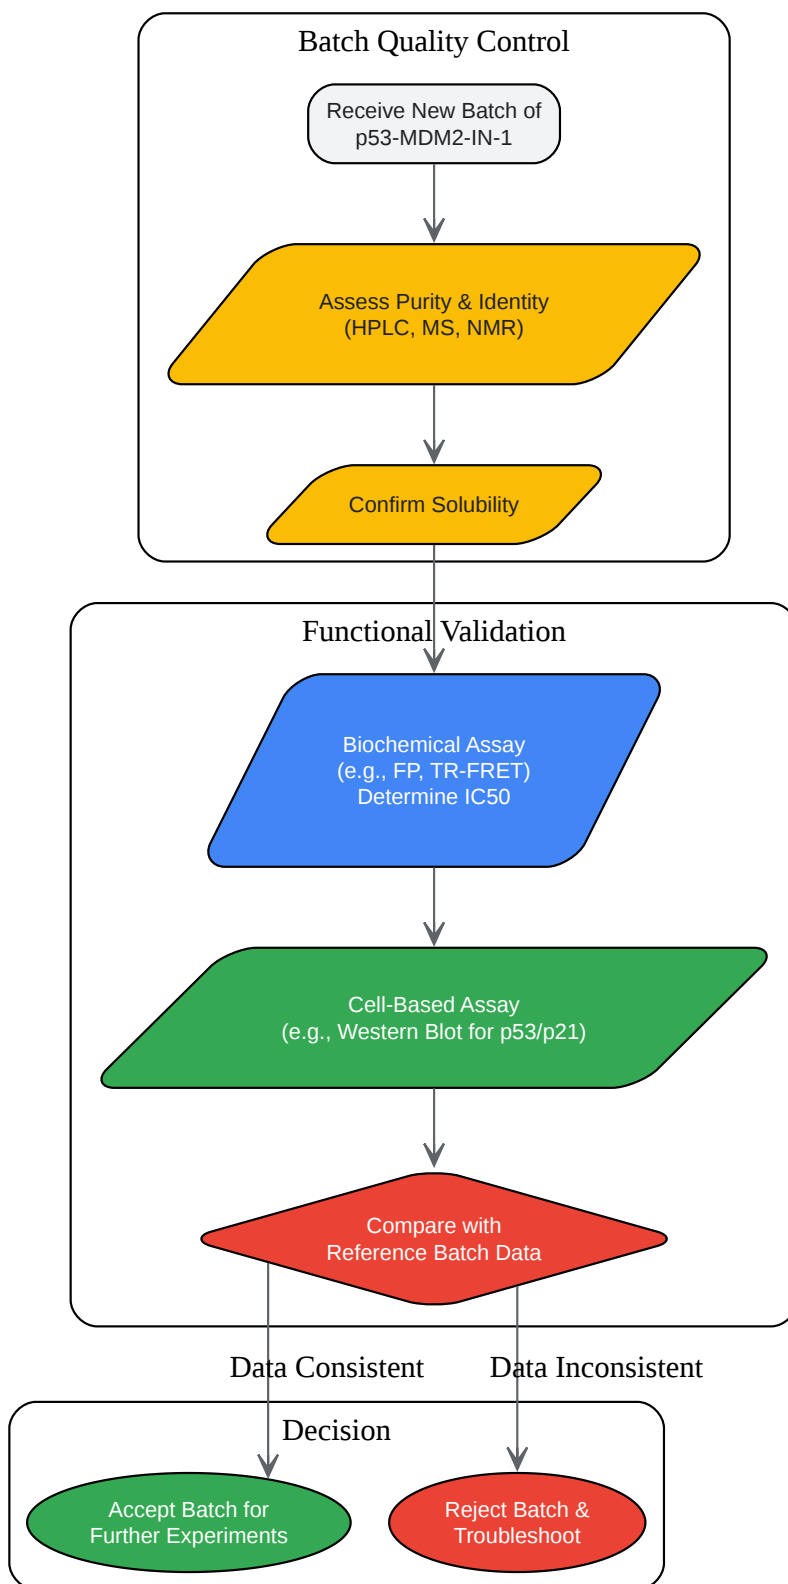 Batch Quality Control
Receive New Batch of
p53-MDM2-IN-1
Assess Purity & Identity
(HPLC, MS, NMR)
Confirm Solubility
Functional Validation
Biochemical Assay
(e.g., FP, TR-FRET)
Determine IC50
Cell-Based Assay
(e.g., Western Blot for p53/p21)
Compare with
Reference Batch Data
Data Consistent
Data Inconsistent
Decision
Accept Batch for
Further Experiments
Reject Batch &
Troubleshoot